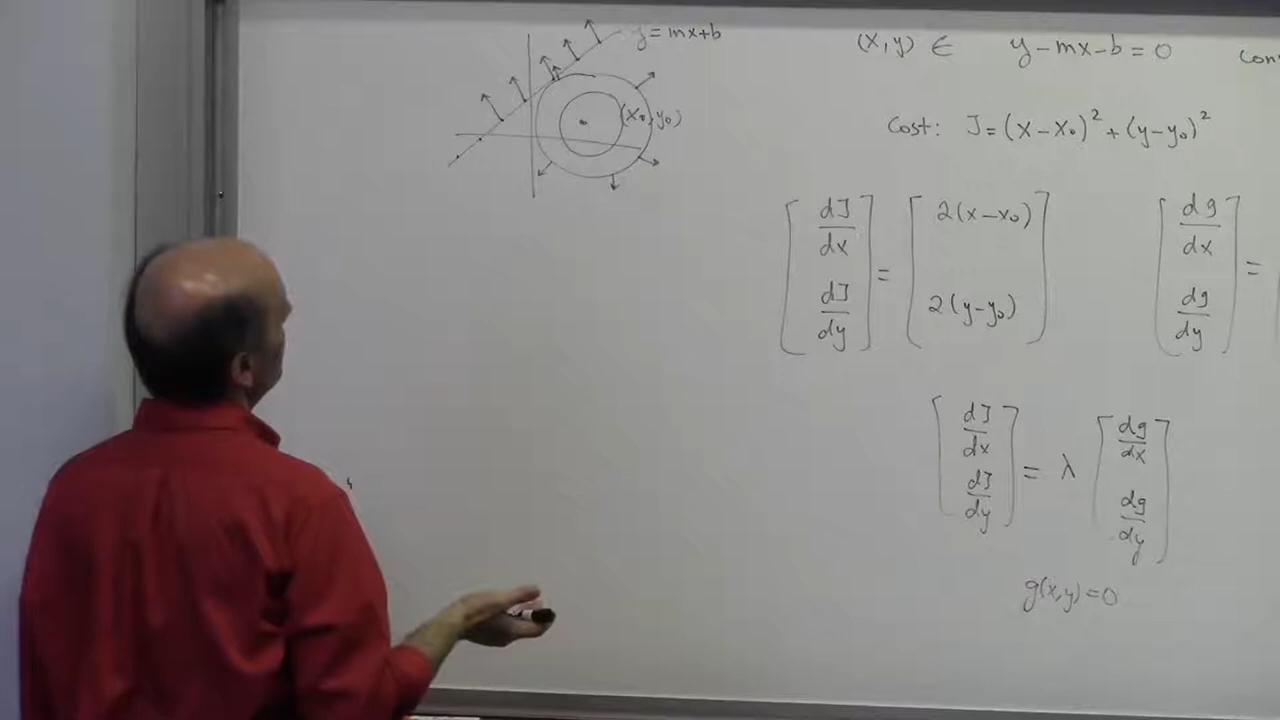 y = mx+b
(x, y) ∈ y - mx - b = 0 Con
(x₀, y₀)
Cost: J = (x - x₀)² + (y - y₀)²
[dJ/dx dJ/dy] = [2(x - x₀) 2(y - y₀)] [dg/dx dg/dy] =
[dJ/dx dJ/dy] = λ [dg/dx dg/dy]
g(x,y) = 0